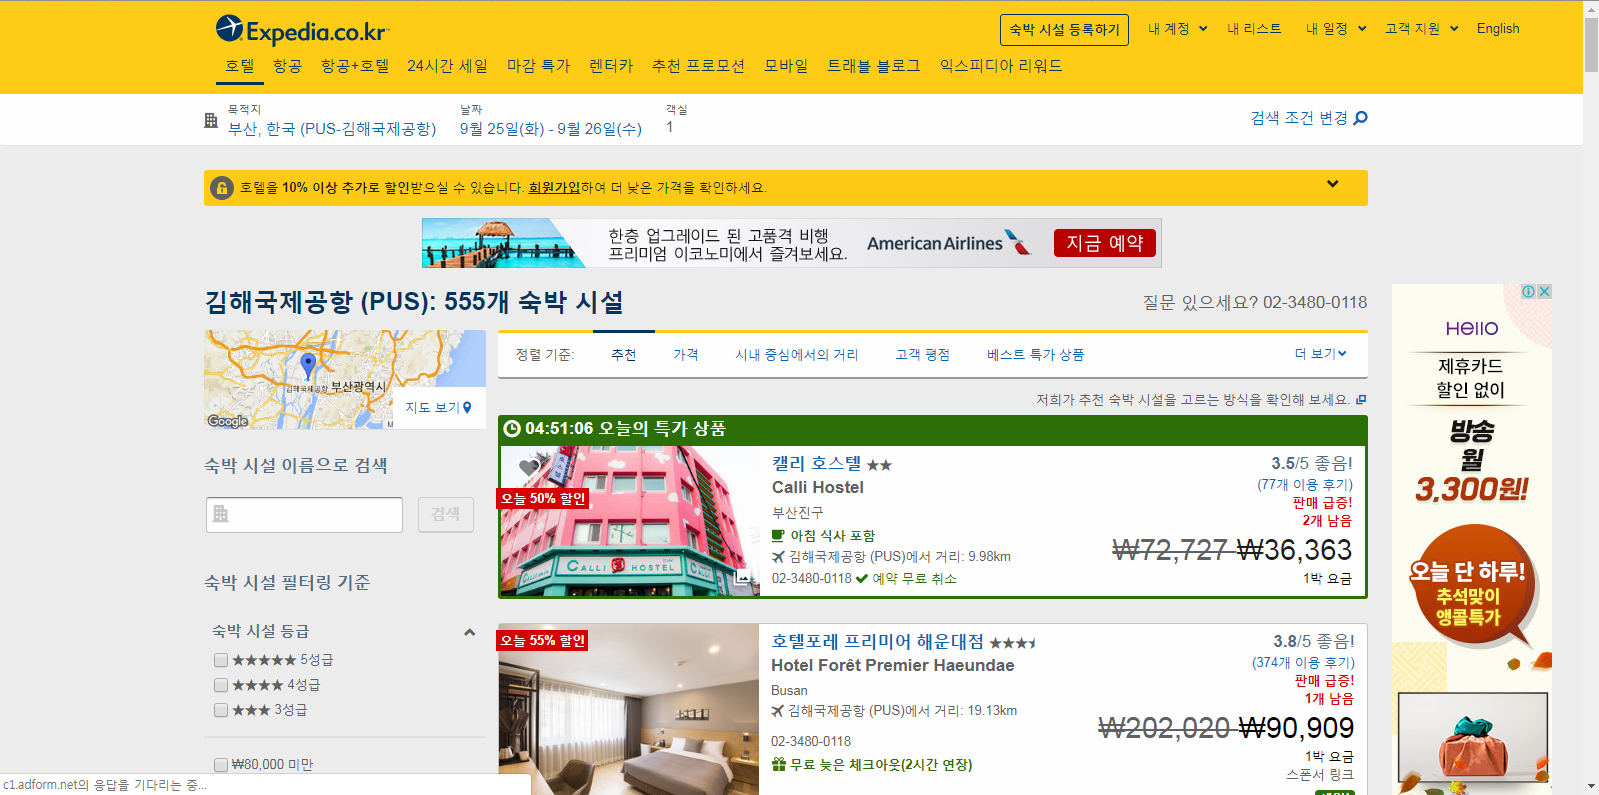 Expedia.co.kr
숙박 시설 등록하기
내 계정
내 리스트
내 일정
고객 지원
English
호텔
항공
항공+호텔
24시간 세일
마감 특가
렌터카
추천 프로모션
모바일
트래블 블로그
익스피디아 리워드
목적지
부산, 한국 (PUS-김해국제공항)
날짜
9월 25일(화) - 9월 26일(수)
객실
1
검색 조건 변경
호텔을 10% 이상 추가로 할인받으실 수 있습니다. 회원가입하여 더 낮은 가격을 확인하세요.
한층 업그레이드 된 고품격 비행
프리미엄 이코노미에서 즐겨보세요.
American Airlines
지금 예약
김해국제공항 (PUS): 555개 숙박 시설
질문 있으세요? 02-3480-0118
김해국제공항
부산광역시
Google
M
지도 보기
정렬 기준:
추천
가격
시내 중심에서의 거리
고객 평점
베스트 특가 상품
더 보기
저희가 추천 숙박 시설을 고르는 방식을 확인해 보세요.
숙박 시설 이름으로 검색
검색
숙박 시설 필터링 기준
숙박 시설 등급
★★★★★ 5성급
★★★★ 4성급
★★★ 3성급
₩80,000 미만
04:51:06 오늘의 특가 상품
오늘 50% 할인
CALLI HOSTEL
캘리 호스텔 ★★
Calli Hostel
부산진구
아침 식사 포함
김해국제공항 (PUS)에서 거리: 9.98km
02-3480-0118 ✔ 예약 무료 취소
3.5/5 좋음!
(77개 이용 후기)
판매 급증!
2개 남음
₩72,727 ₩36,363
1박 요금
오늘 55% 할인
호텔포레 프리미어 해운대점
Hotel Forêt Premier Haeundae
Busan
김해국제공항 (PUS)에서 거리: 19.13km
02-3480-0118
무료 늦은 체크아웃(2시간 연장)
3.8/5 좋음!
(374개 이용 후기)
판매 급증!
1개 남음
₩202,020 ₩90,909
1박 요금
스폰서 링크
Hello
제휴카드
할인 없이
방송
월
3,300원!
오늘 단 하루!
추석맞이
앵콜특가
c1.adform.net의 응답을 기다리는 중...